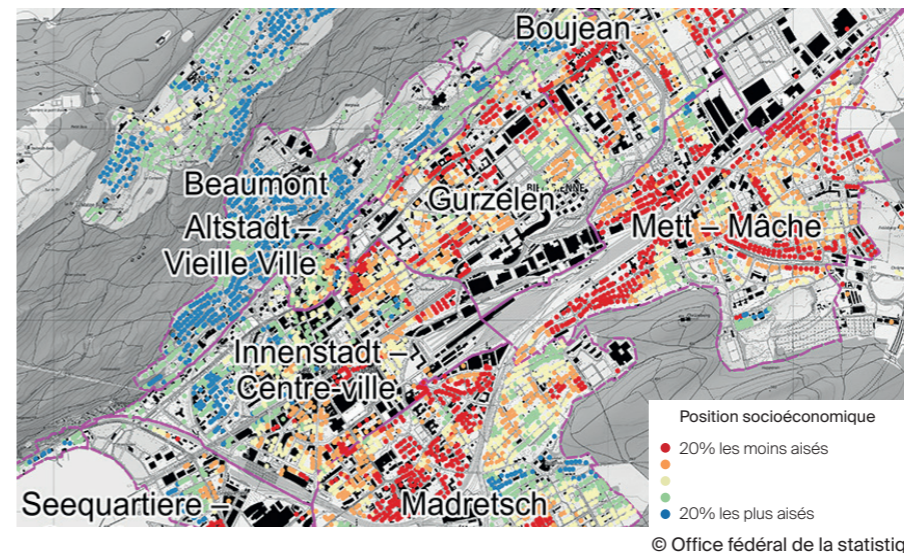 Boujean
Beaumont
Altstadt –
Vieille Ville
Gurzelen
Mett – Mâche
Innenstadt –
Centre-ville
Seequartiere –
Madretsch
Position socioéconomique
20% les moins aisés
20% les plus aisés
© Office fédéral de la statistiq